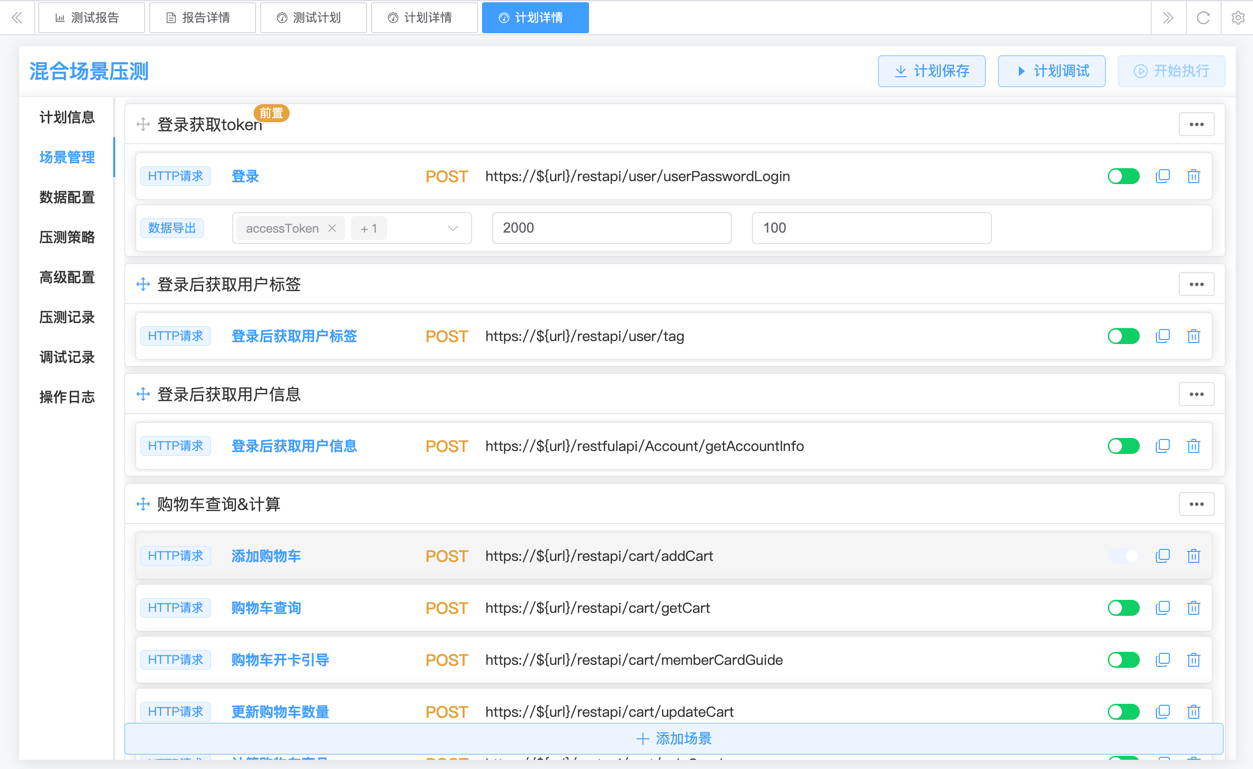 测试报告 报告详情 测试计划 计划详情 计划详情
混合场景压测 计划保存 计划调试 开始执行
计划信息
场景管理
数据配置
压测策略
高级配置
压测记录
调试记录
操作日志
前置
登录获取token
HTTP请求 登录 POST https://${url}/restapi/user/userPasswordLogin
数据导出 accessToken + 1 2000 100
登录后获取用户标签
HTTP请求 登录后获取用户标签 POST https://${url}/restapi/user/tag
登录后获取用户信息
HTTP请求 登录后获取用户信息 POST https://${url}/restfulapi/Account/getAccountInfo
购物车查询&计算
HTTP请求 添加购物车 POST https://${url}/restapi/cart/addCart
HTTP请求 购物车查询 POST https://${url}/restapi/cart/getCart
HTTP请求 购物车开卡引导 POST https://${url}/restapi/cart/memberCardGuide
HTTP请求 更新购物车数量 POST https://${url}/restapi/cart/updateCart
添加场景